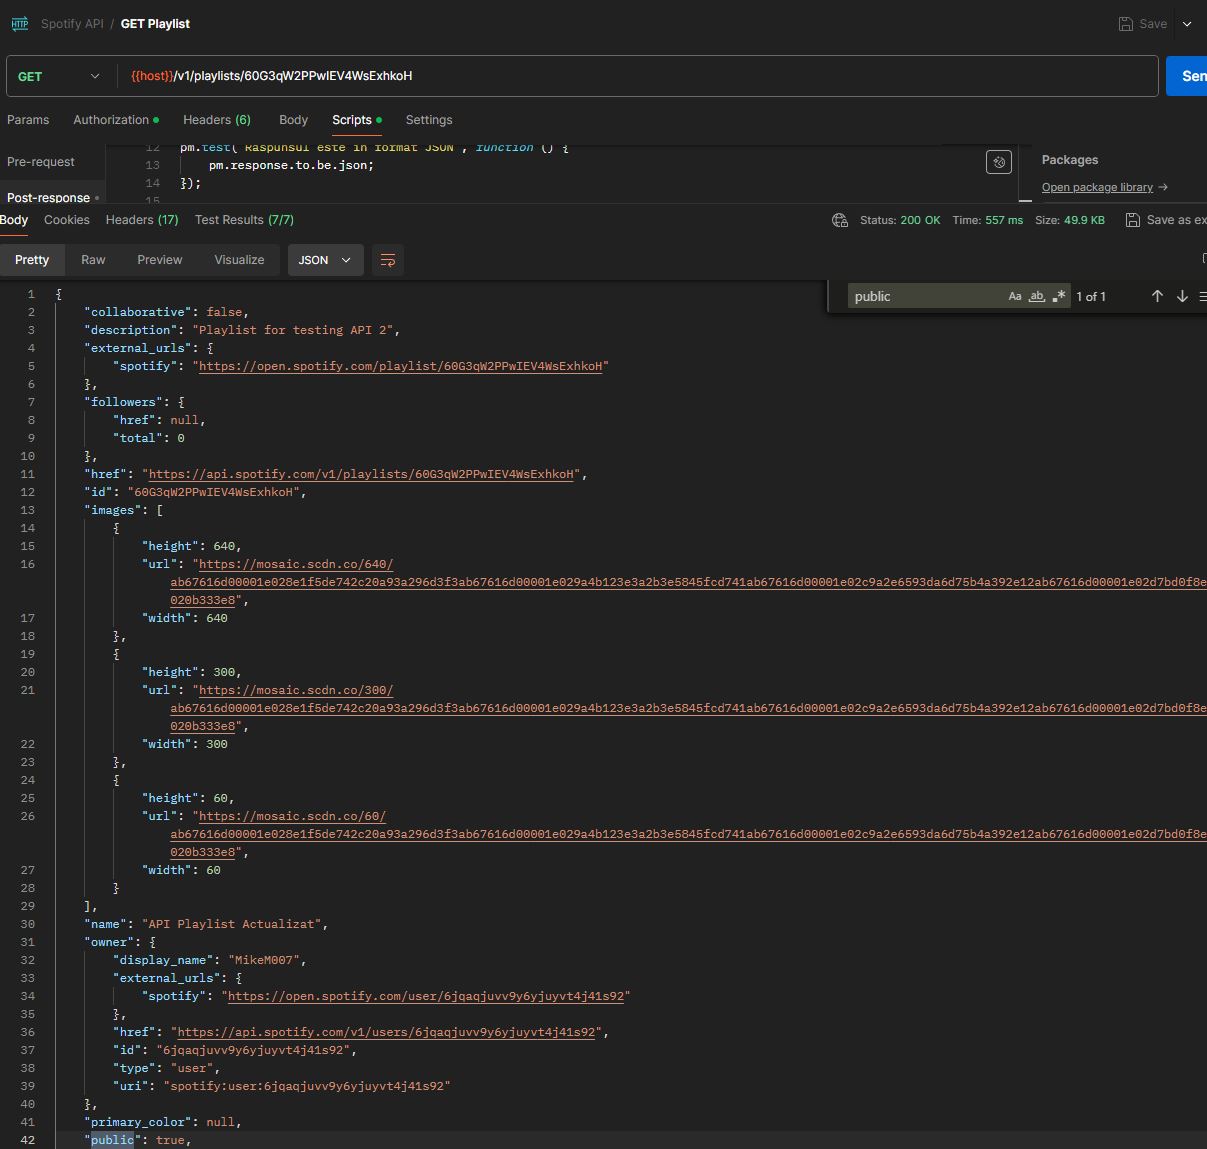 HTTP Spotify API / GET Playlist Save
GET {{host}}/v1/playlists/60G3qW2PPwIEV4WsExhkoH Sen
Params Authorization Headers (6) Body Scripts Settings
Pre-request
Post-response
12 pm.test("Raspunsul este in format JSON", function () {
13 pm.response.to.be.json;
14 });
15
Packages
Open package library →
Body Cookies Headers (17) Test Results (7/7) Status: 200 OK Time: 557 ms Size: 49.9 KB Save as ex
Pretty Raw Preview Visualize JSON
public Aa ab .* 1 of 1
1 {
2 "collaborative": false,
3 "description": "Playlist for testing API 2",
4 "external_urls": {
5 "spotify": "https://open.spotify.com/playlist/60G3qW2PPwIEV4WsExhkoH"
6 },
7 "followers": {
8 "href": null,
9 "total": 0
10 },
11 "href": "https://api.spotify.com/v1/playlists/60G3qW2PPwIEV4WsExhkoH",
12 "id": "60G3qW2PPwIEV4WsExhkoH",
13 "images": [
14 {
15 "height": 640,
16 "url": "https://mosaic.scdn.co/640/
ab67616d00001e028e1f5de742c20a93a296d3f3ab67616d00001e029a4b123e3a2b3e5845fcd741ab67616d00001e02c9a2e6593da6d75b4a392e12ab67616d00001e02d7bd0f8e
020b333e8",
17 "width": 640
18 },
19 {
20 "height": 300,
21 "url": "https://mosaic.scdn.co/300/
ab67616d00001e028e1f5de742c20a93a296d3f3ab67616d00001e029a4b123e3a2b3e5845fcd741ab67616d00001e02c9a2e6593da6d75b4a392e12ab67616d00001e02d7bd0f8e
020b333e8",
22 "width": 300
23 },
24 {
25 "height": 60,
26 "url": "https://mosaic.scdn.co/60/
ab67616d00001e028e1f5de742c20a93a296d3f3ab67616d00001e029a4b123e3a2b3e5845fcd741ab67616d00001e02c9a2e6593da6d75b4a392e12ab67616d00001e02d7bd0f8e
020b333e8",
27 "width": 60
28 }
29 ],
30 "name": "API Playlist Actualizat",
31 "owner": {
32 "display_name": "MikeM007",
33 "external_urls": {
34 "spotify": "https://open.spotify.com/user/6jqaqjuvv9y6yjuyvt4j41s92"
35 },
36 "href": "https://api.spotify.com/v1/users/6jqaqjuvv9y6yjuyvt4j41s92",
37 "id": "6jqaqjuvv9y6yjuyvt4j41s92",
38 "type": "user",
39 "uri": "spotify:user:6jqaqjuvv9y6yjuyvt4j41s92"
40 },
41 "primary_color": null,
42 "public": true,